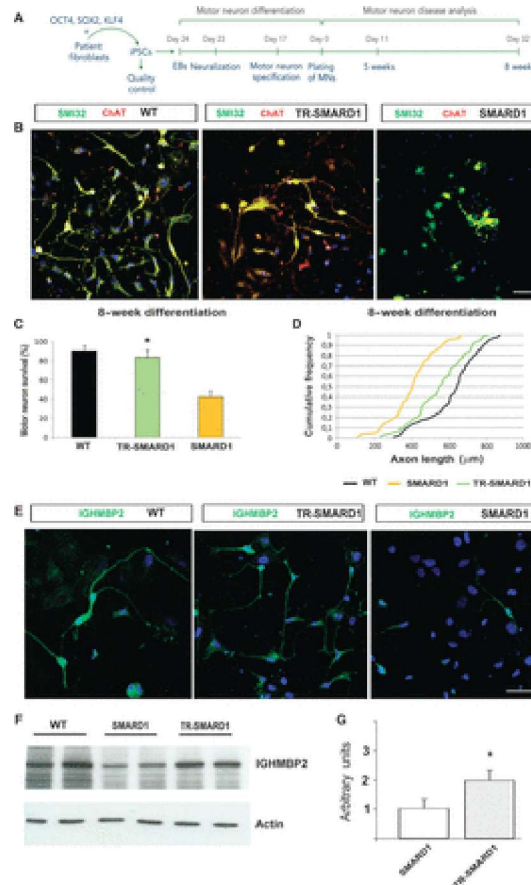 A
Motor neuron differentiation
Motor neuron disease analysis
OCT4, SOX2, KLF4
Patient fibroblasts
iPSCs
Quality control
Day 24
Day 23
Day 17
Day 0
Day 11
Day 32
EBs
Neuralization
Motor neuron specification
Plating of MNs
5 weeks
8 weeks
SMI32 ChAT WT
SMI32 ChAT TR-SMARD1
SMI32 ChAT SMARD1
B
8-week differentiation
8-week differentiation
C
Motor neuron survival (%)
100
80
60
40
20
0
WT
TR-SMARD1
SMARD1
*
D
Cumulative frequency
1
0,9
0,8
0,7
0,6
0,5
0,4
0,3
0,2
0,1
0
0
200
400
600
800
1000
Axon length (µm)
WT
SMARD1
TR-SMARD1
E
IGHMBP2 WT
IGHMBP2 TR-SMARD1
IGHMBP2 SMARD1
F
WT
SMARD1
TR-SMARD1
IGHMBP2
Actin
G
Arbitrary units
3
2
1
*
SMARD1
TR-SMARD1